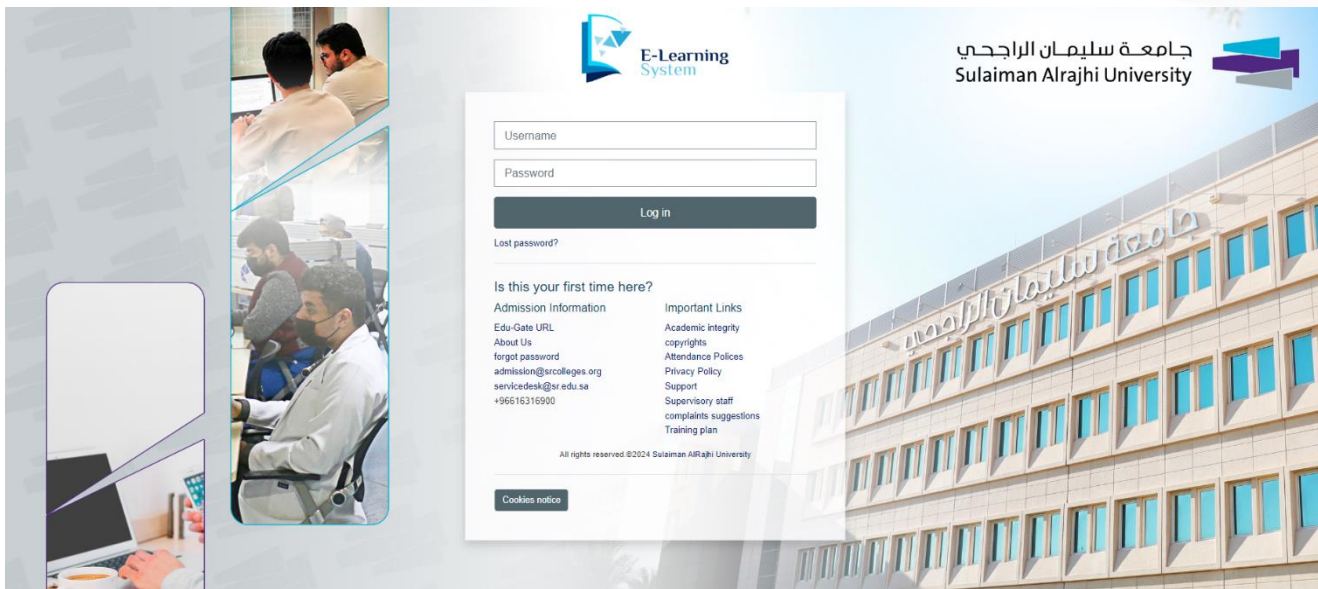 E-Learning
System
جامعة سليمان الراجحي
Sulaiman Alrajhi University
Username
Password
Log in
Lost password?
Is this your first time here?
Admission Information
Edu-Gate URL
About Us
forgot password
admission@srcolleges.org
servicedesk@sr.edu.sa
+96616316900
Important Links
Academic integrity
copyrights
Attendance Polices
Privacy Policy
Support
Supervisory staff
complaints suggestions
Training plan
All rights reserved.©2024 Sulaiman AlRajhi University
Cookies notice
جامعة سليمان الراجحي